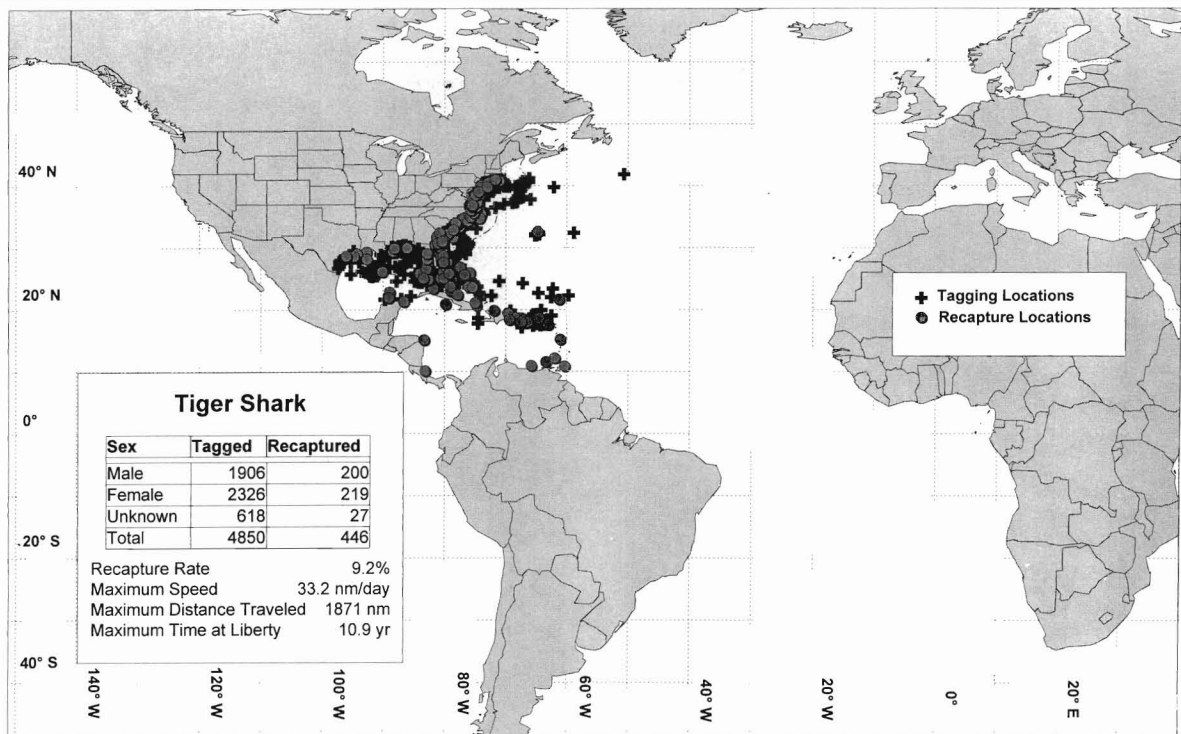 40° N
20° N
Tagging Locations
Recapture Locations
Tiger Shark
0°
Sex Tagged Recaptured
Male 1906 200
Female 2326 219
Unknown 618 27
Total 4850 446
20° S
Recapture Rate 9.2%
Maximum Speed 33.2 nm/day
Maximum Distance Traveled 1871 nm
Maximum Time at Liberty 10.9 yr
40° S
140° W
120° W
100° W
80° W
60° W
40° W
20° W
0°
20° E